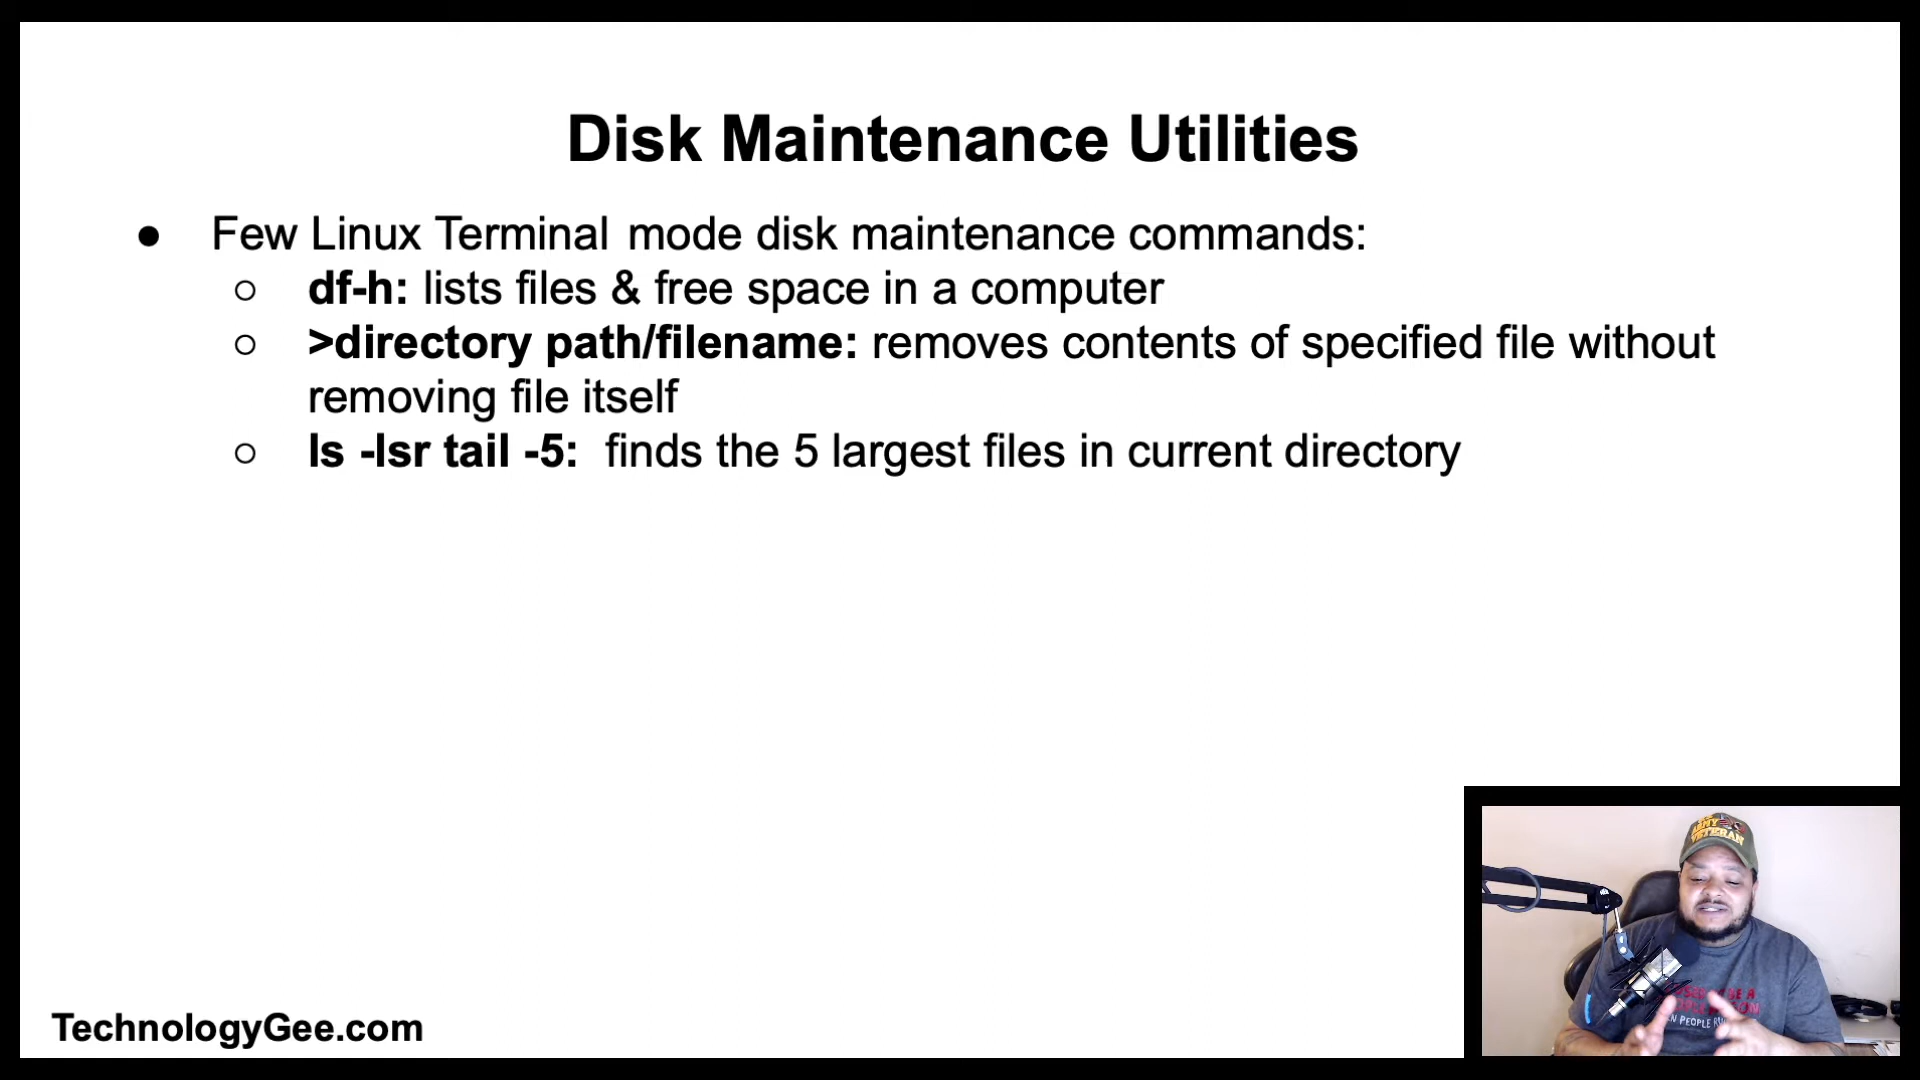 Disk Maintenance Utilities
● Few Linux Terminal mode disk maintenance commands:
○ df-h: lists files & free space in a computer
○ >directory path/filename: removes contents of specified file without
removing file itself
○ ls -lsr tail -5: finds the 5 largest files in current directory
ARMY
VETERAN
TechnologyGee.com